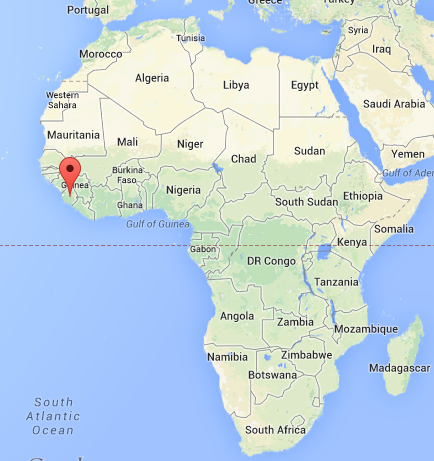 Portugal
Greece
Turkey
Tunisia
Syria
Iraq
Morocco
Algeria
Libya
Egypt
Western
Sahara
Saudi Arabia
Mauritania
Mali
Niger
Chad
Sudan
Yemen
Gulf of Aden
Burkina
Faso
Guinea
Nigeria
Ethiopia
Ghana
South Sudan
Gulf of Guinea
Somalia
Gabon
Kenya
DR Congo
Tanzania
Angola
Zambia
Mozambique
Namibia
Zimbabwe
Madagascar
Botswana
South
Atlantic
Ocean
South Africa